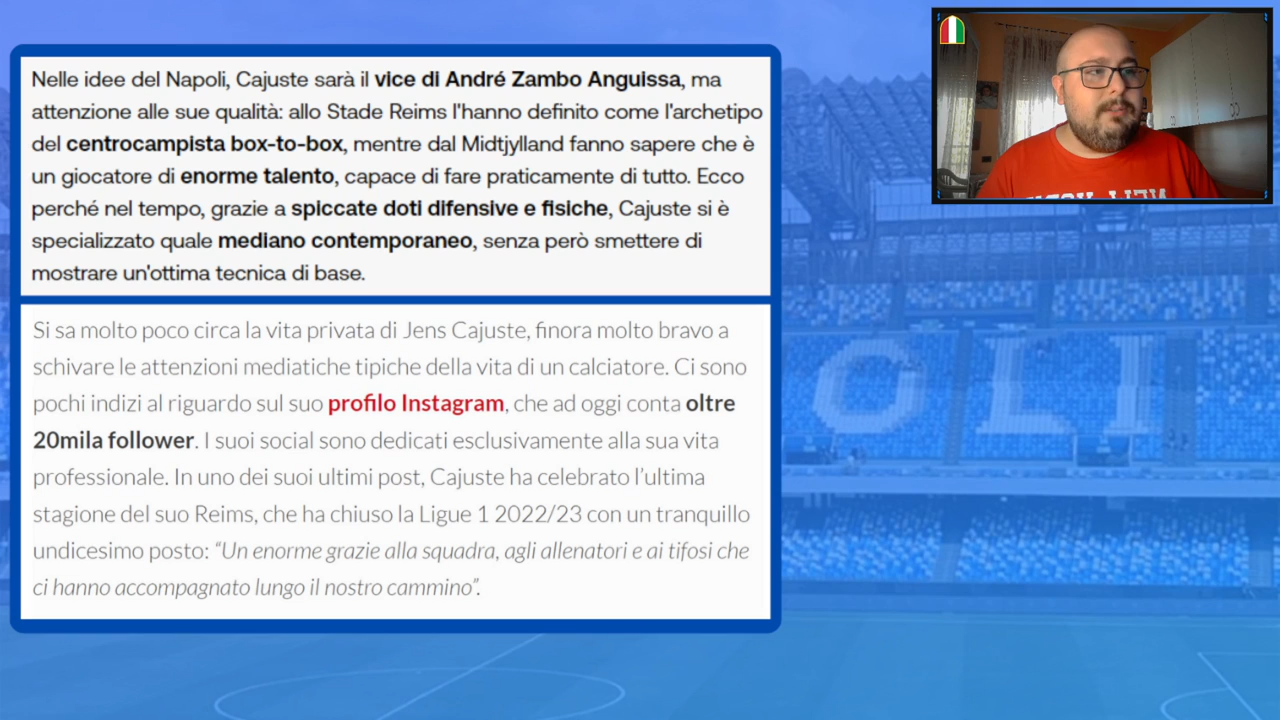 Nelle idee del Napoli, Cajuste sarà il vice di André Zambo Anguissa, ma
attenzione alle sue qualità: allo Stade Reims l'hanno definito come l'archetipo
del centrocampista box-to-box, mentre dal Midtjylland fanno sapere che è
un giocatore di enorme talento, capace di fare praticamente di tutto. Ecco
perché nel tempo, grazie a spiccate doti difensive e fisiche, Cajuste si è
specializzato quale mediano contemporaneo, senza però smettere di
mostrare un'ottima tecnica di base.
Si sa molto poco circa la vita privata di Jens Cajuste, finora molto bravo a
schivare le attenzioni mediatiche tipiche della vita di un calciatore. Ci sono
pochi indizi al riguardo sul suo profilo Instagram, che ad oggi conta oltre
20mila follower. I suoi social sono dedicati esclusivamente alla sua vita
professionale. In uno dei suoi ultimi post, Cajuste ha celebrato l’ultima
stagione del suo Reims, che ha chiuso la Ligue 1 2022/23 con un tranquillo
undicesimo posto: “Un enorme grazie alla squadra, agli allenatori e ai tifosi che
ci hanno accompagnato lungo il nostro cammino”.
OLI